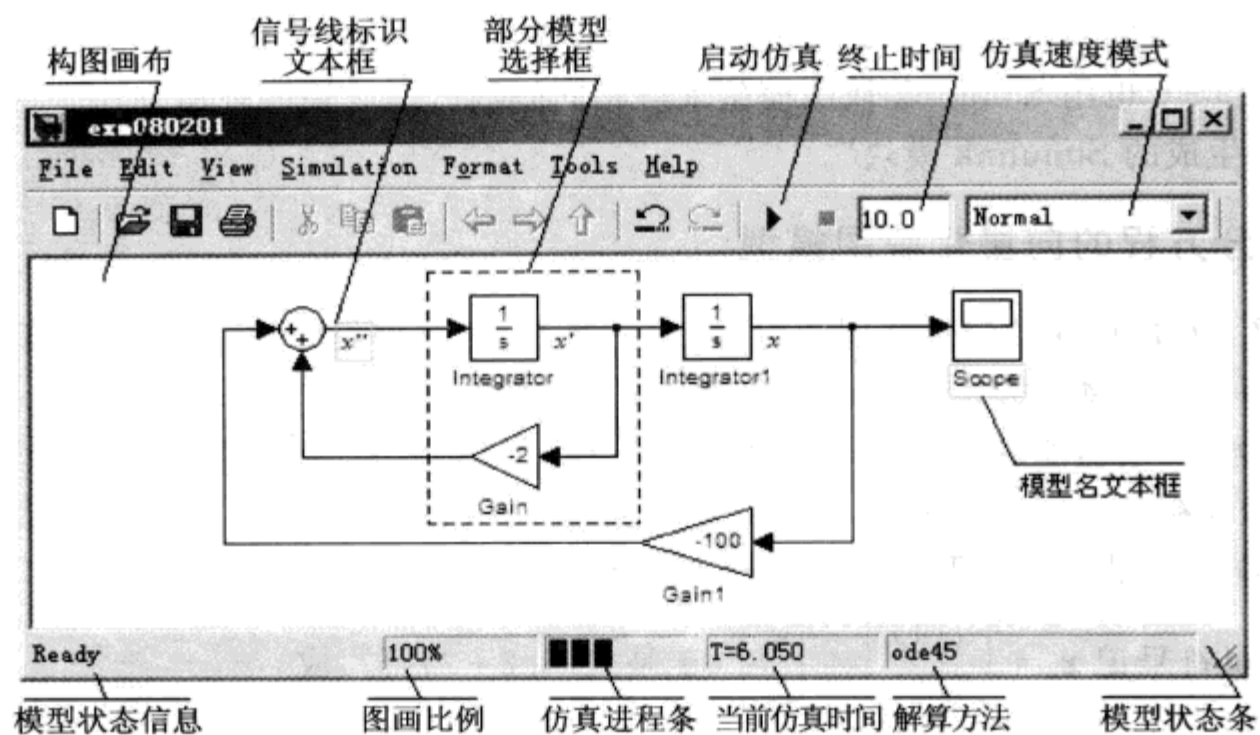 构图画布
信号线标识
文本框
部分模型
选择框
启动仿真
终止时间
仿真速度模式
exm080201
File Edit View Simulation Format Tools Help
10.0
Normal
+
+
x''
1
s
x'
Integrator
1
s
x
Integrator1
Scope
-2
Gain
模型名文本框
-100
Gain1
Ready
100%
T=6.050
ode45
模型状态信息
图画比例
仿真进程条
当前仿真时间
解算方法
模型状态条